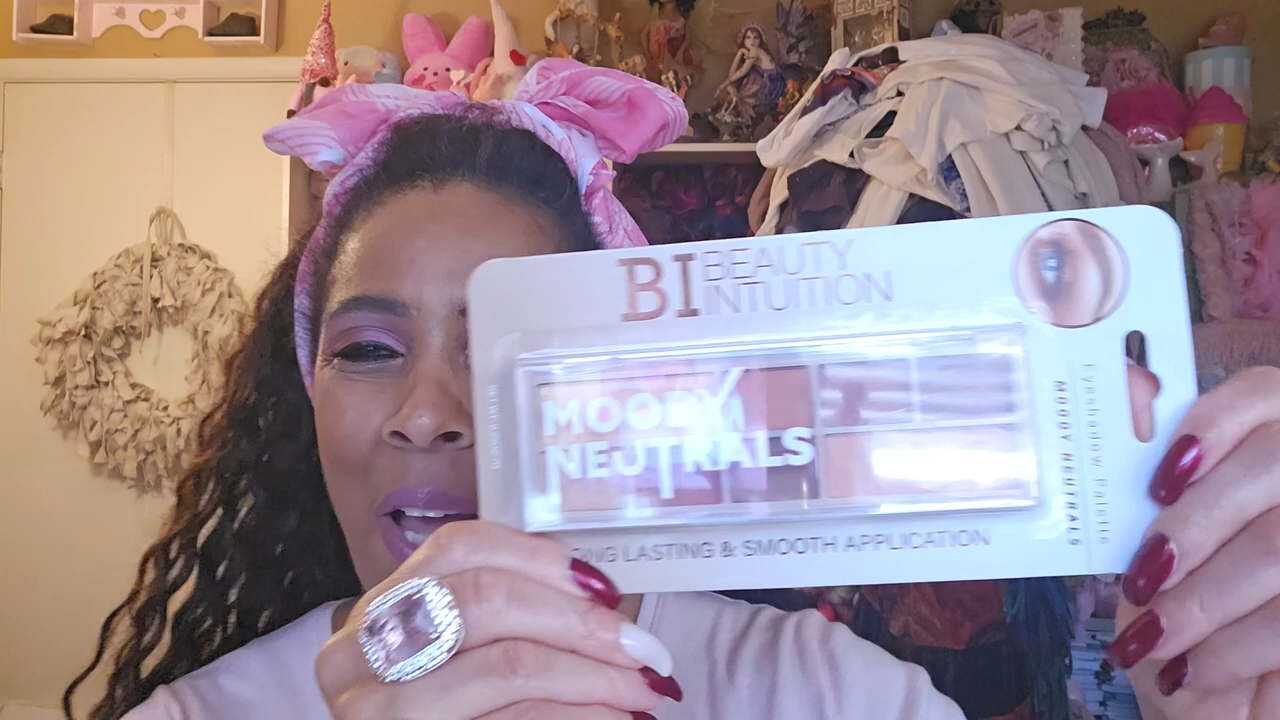 BI BEAUTY
INTUITION
MOODY
NEUTRALS
LONG LASTING & SMOOTH APPLICATION
Eyeshadow Palette
MOODY NEUTRALS